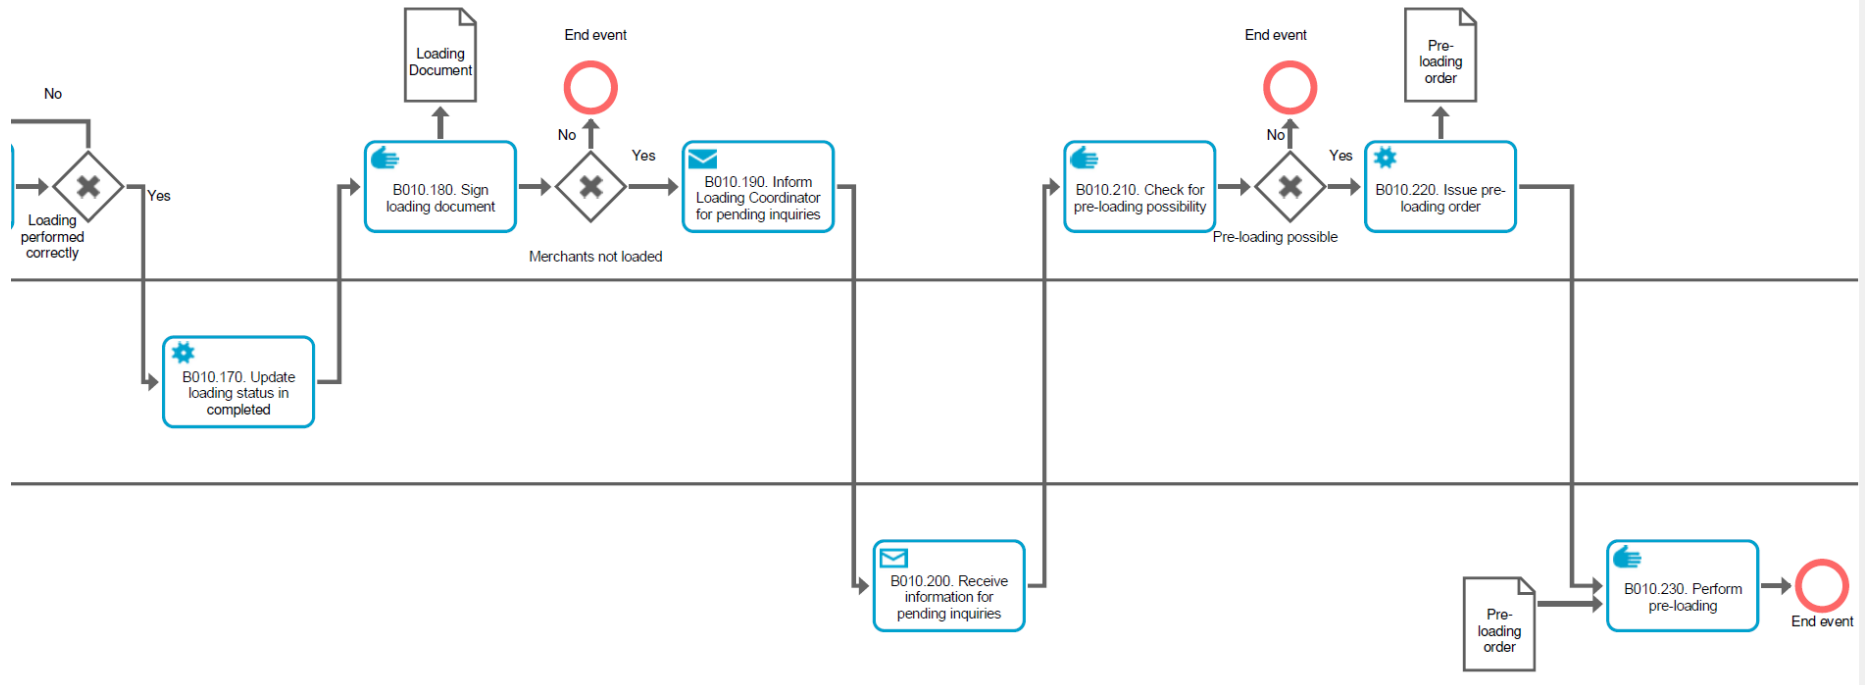 No
Loading
performed
correctly
Yes
B010.170. Update
loading status in
completed
Loading
Document
B010.180. Sign
loading document
End event
No
Yes
Merchants not loaded
B010.190. Inform
Loading Coordinator
for pending inquiries
B010.200. Receive
information for
pending inquiries
B010.210. Check for
pre-loading possibility
End event
No
Yes
Pre-loading possible
Pre-
loading
order
B010.220. Issue pre-
loading order
Pre-
loading
order
B010.230. Perform
pre-loading
End event